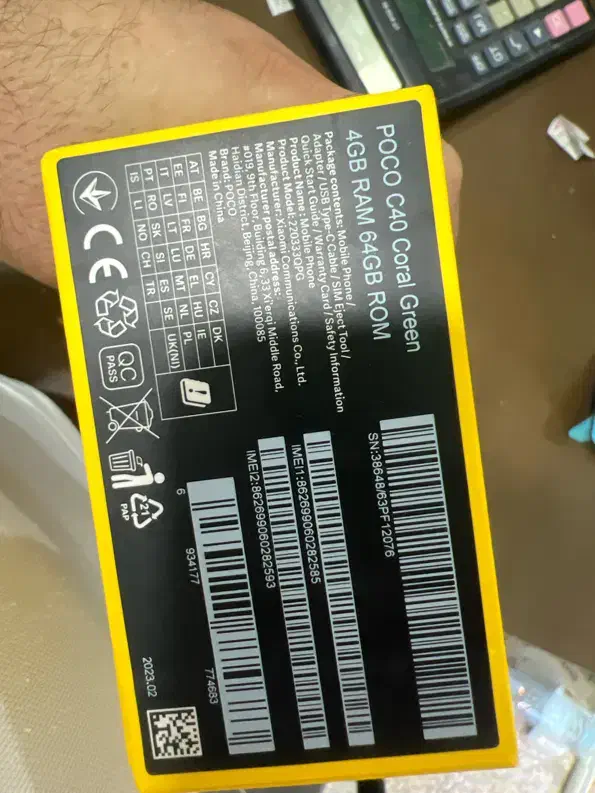 POCO C40 Coral Green
4GB RAM 64GB ROM
Package contents: Mobile Phone /
Adapter / USB Type-C Cable / SIM Eject Tool /
Quick Start Guide / Warranty Card / Safety Information
Product Name : Mobile Phone
Product Model: 220333QPG
Manufacturer: Xiaomi Communications Co., Ltd.
Manufacturer postal address:
#019, 9th Floor, Building 6, 33 Xi'erqi Middle Road,
Haidian District, Beijing, China, 100085
Brand: POCO
Made in China
AT BE BG HR CY CZ DK
EE FI FR DE EL HU IE
IT LV LT LU MT NL PL
PT RO SK SI ES SE UK(NI)
IS LI NO CH TR
CE
QC
PASS
21
PAP
SN:38648/63PF12076
IMEI1:862699060282585
IMEI2:862699060282593
6 934177 774683
2023.02